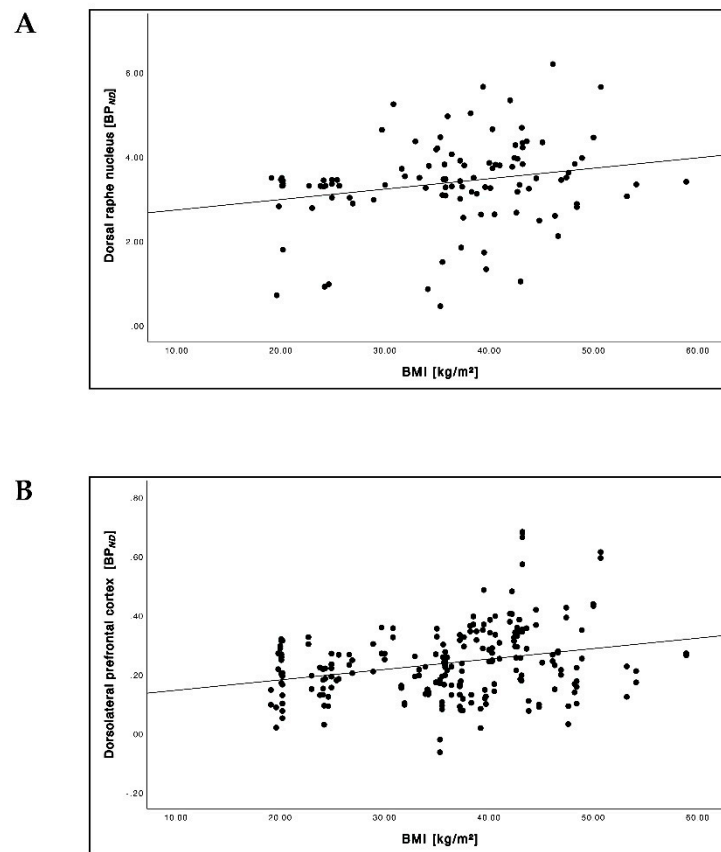 A
Dorsal raphe nucleus [BP_ND]
6.00
4.00
2.00
.00
10.00 20.00 30.00 40.00 50.00 60.00
BMI [kg/m²]
B
Dorsolateral prefrontal cortex [BP_ND]
.80
.60
.40
.20
.00
-.20
10.00 20.00 30.00 40.00 50.00 60.00
BMI [kg/m²]